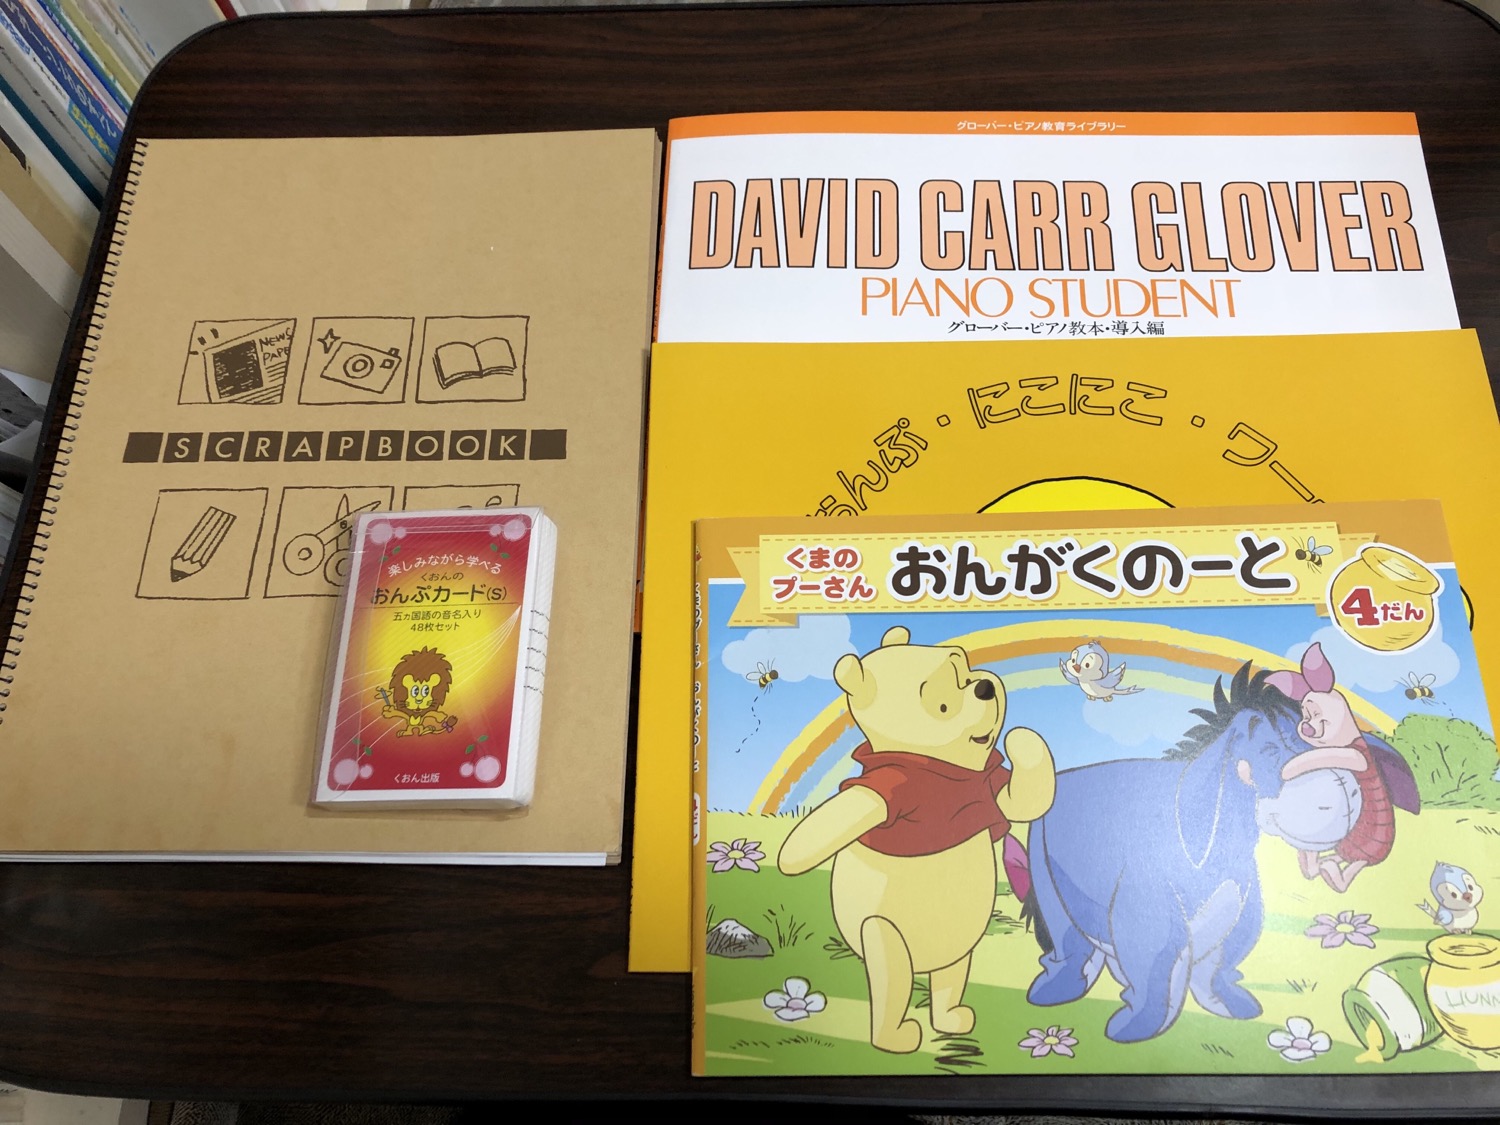 NEWS
PAPE
SCRAPBOOK
楽しみながら学べる
くおんの
おんぷカード(S)
五ヵ国語の音名入り
48枚セット
くおん出版
グローバー・ピアノ教育ライブラリー
DAVID CARR GLOVER
PIANO STUDENT
グローバー・ピアノ教本・導入編
おんぷ・にこにこ・ワー
くまの
プーさん
おんがくのーと
4だん
HUNN